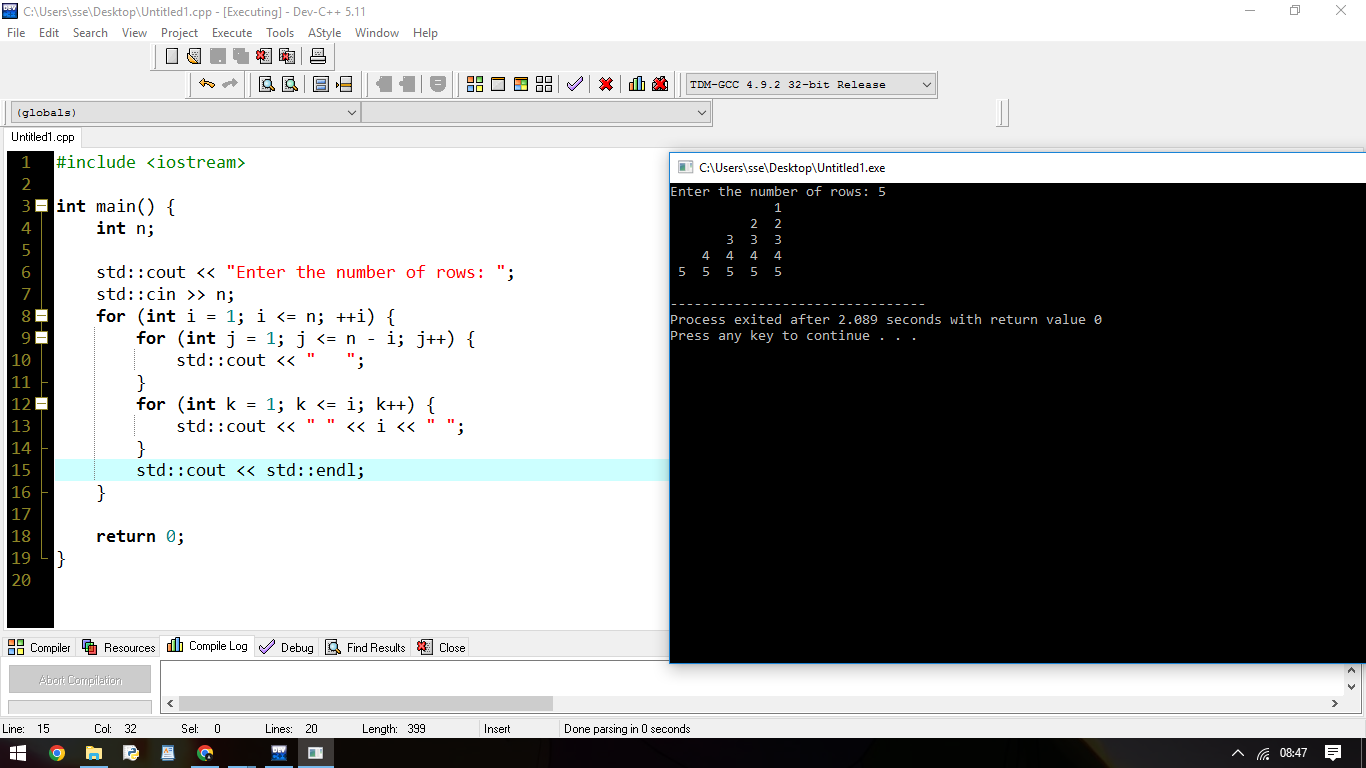 C:\Users\sse\Desktop\Untitled1.cpp - [Executing] - Dev-C++ 5.11
File Edit Search View Project Execute Tools AStyle Window Help
TDM-GCC 4.9.2 32-bit Release
(globals)
Untitled1.cpp
1 #include <iostream>
2
3 int main() {
4     int n;
5
6     std::cout << "Enter the number of rows: ";
7     std::cin >> n;
8     for (int i = 1; i <= n; ++i) {
9         for (int j = 1; j <= n - i; j++) {
10             std::cout << "   ";
11         }
12         for (int k = 1; k <= i; k++) {
13             std::cout << " " << i << " ";
14         }
15         std::cout << std::endl;
16     }
17
18     return 0;
19 }
20
C:\Users\sse\Desktop\Untitled1.exe
Enter the number of rows: 5
             1
          2  2
       3  3  3
    4  4  4  4
 5  5  5  5  5
--------------------------------
Process exited after 2.089 seconds with return value 0
Press any key to continue . . .
Compiler Resources Compile Log Debug Find Results Close
Abort Compilation
Line: 15 Col: 32 Sel: 0 Lines: 20 Length: 399 Insert Done parsing in 0 seconds
DEV
08:47